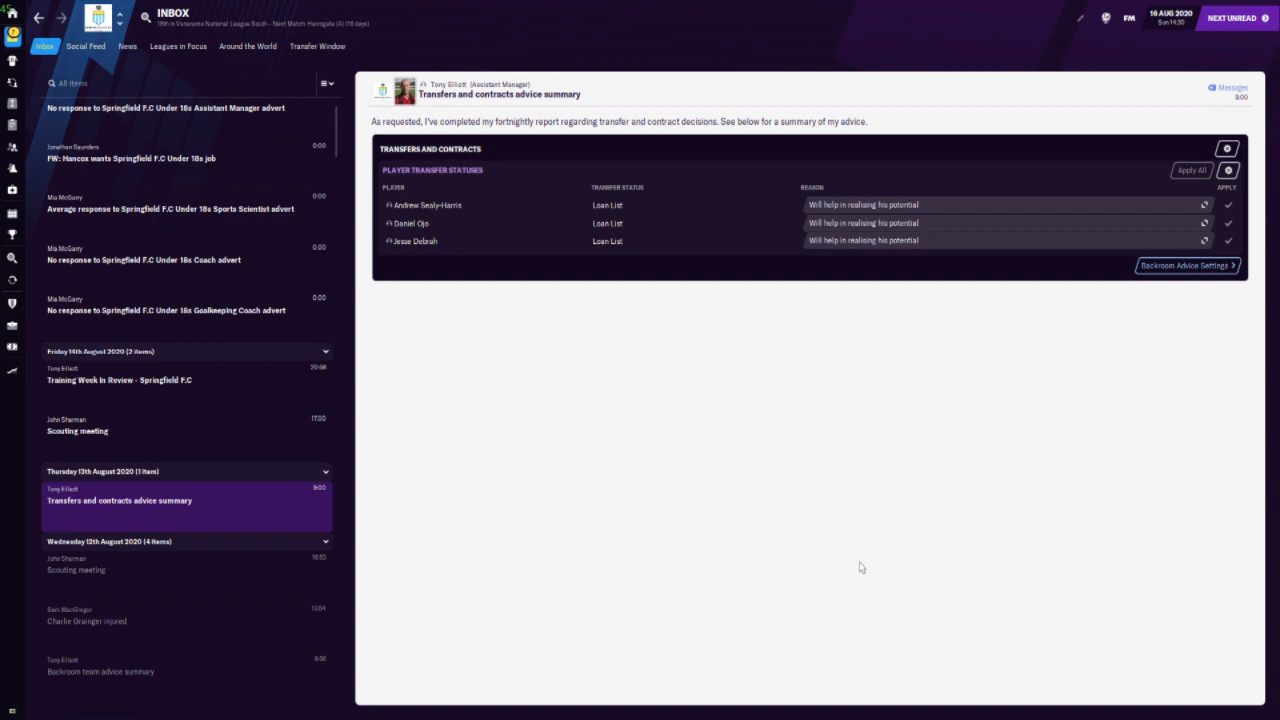 45
INBOX
18th in Vanarama National League South - Next Match: Harrogate (A) (16 days)
FM
16 AUG 2020
Sun 14:30
NEXT UNREAD
Inbox
Social Feed
News
Leagues in Focus
Around the World
Transfer Window
All Items
No response to Springfield F.C Under 18s Assistant Manager advert
Jonathan Saunders
0:00
FW: Hancox wants Springfield F.C Under 18s job
Mia McGarry
0:00
Average response to Springfield F.C Under 18s Sports Scientist advert
Mia McGarry
0:00
No response to Springfield F.C Under 18s Coach advert
Mia McGarry
0:00
No response to Springfield F.C Under 18s Goalkeeping Coach advert
Friday 14th August 2020 (2 items)
Tony Elliott
Training Week In Review - Springfield F.C
John Sharman
17:00
Scouting meeting
Thursday 13th August 2020 (1 item)
Tony Elliott
9:00
Transfers and contracts advice summary
Wednesday 12th August 2020 (4 items)
John Sharman
Scouting meeting
Sam MacGregor
Charlie Grainger injured
Tony Elliott
Backroom team advice summary
Tony Elliott (Assistant Manager)
Transfers and contracts advice summary
Messages
9:00
As requested, I've completed my fortnightly report regarding transfer and contract decisions. See below for a summary of my advice.
TRANSFERS AND CONTRACTS
PLAYER TRANSFER STATUSES
Apply All
PLAYER TRANSFER STATUS REASON APPLY
Andrew Sealy-Harris Loan List Will help in realising his potential
Daniel Ojo Loan List Will help in realising his potential
Jesse Debrah Loan List Will help in realising his potential
Backroom Advice Settings